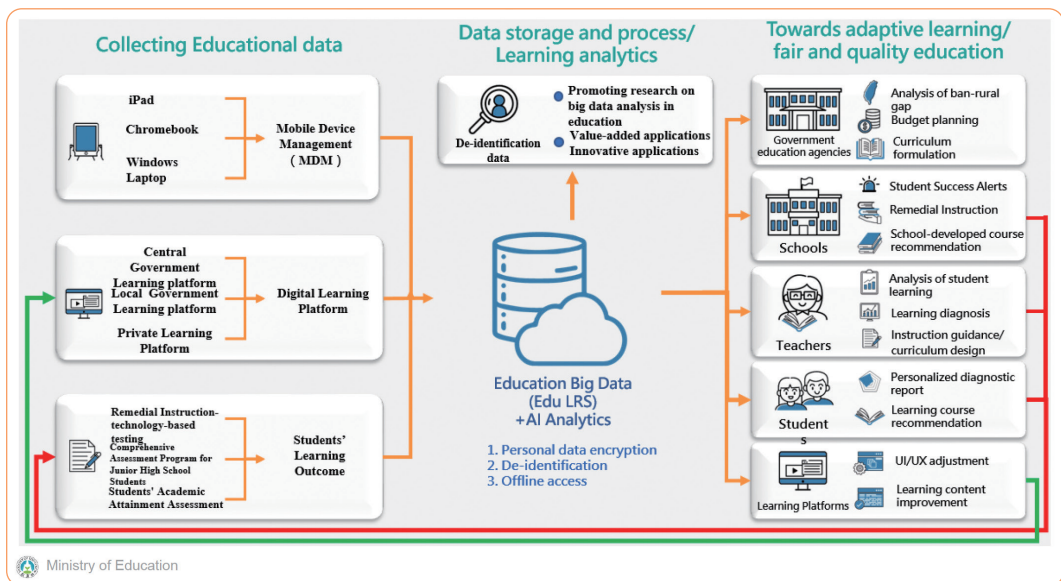 Collecting Educational data
iPad
Chromebook
Windows
Laptop
Mobile Device
Management
( MDM )
Central
Government
Learning platform
Local Government
Learning platform
Private Learning
Platform
Digital Learning
Platform
Remedial Instruction-
technology-based
testing
Comprehensive
Assessment Program for
Junior High School
Students
Students' Academic
Attainment Assessment
Students'
Learning
Outcome
Data storage and process/
Learning analytics
De-identification
data
Promoting research on
big data analysis in
education
Value-added applications
Innovative applications
Education Big Data
(Edu LRS)
+AI Analytics
1. Personal data encryption
2. De-identification
3. Offline access
Towards adaptive learning/
fair and quality education
Government
education agencies
Analysis of ban-rural
gap
Budget planning
Curriculum
formulation
Schools
Student Success Alerts
Remedial Instruction
School-developed course
recommendation
Teachers
Analysis of student
learning
Learning diagnosis
Instruction guidance/
curriculum design
Student
s
Personalized diagnostic
report
Learning course
recommendation
Learning Platforms
UI/UX adjustment
Learning content
improvement
Ministry of Education